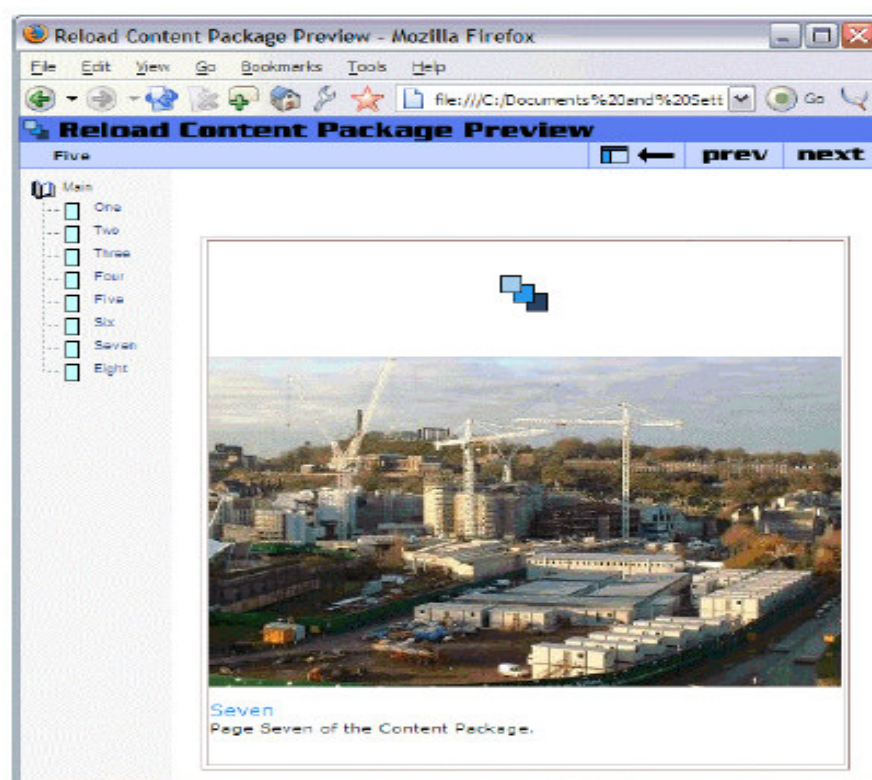 Reload Content Package Preview - Mozilla Firefox
File Edit View Go Bookmarks Tools Help
file:///C:/Documents%20and%20Sett Go
Reload Content Package Preview
Five prev next
Main
One
Two
Three
Four
Five
Six
Seven
Eight
Seven
Page Seven of the Content Package.